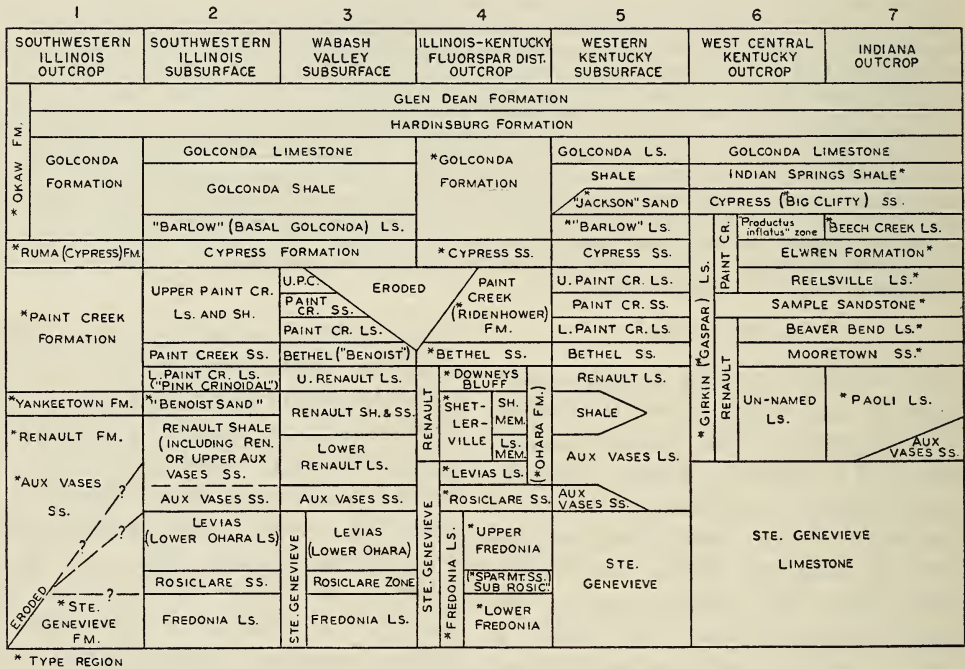 1
2
3
4
5
6
7
SOUTHWESTERN
ILLINOIS
OUTCROP
SOUTHWESTERN
ILLINOIS
SUBSURFACE
WABASH
VALLEY
SUBSURFACE
ILLINOIS-KENTUCKY
FLUORSPAR DIST.
OUTCROP
WESTERN
KENTUCKY
SUBSURFACE
WEST CENTRAL
KENTUCKY
OUTCROP
INDIANA
OUTCROP
GLEN DEAN FORMATION
HARDINSBURG FORMATION
* OKAW FM.
GOLCONDA
FORMATION
*RUMA (CYPRESS) FM.
*PAINT CREEK
FORMATION
*YANKEETOWN FM.
*RENAULT FM.
*AUX VASES
SS.
?
?
?
ERODED
* STE.
GENEVIEVE
FM.
GOLCONDA LIMESTONE
GOLCONDA SHALE
"BARLOW" (BASAL GOLCONDA) LS.
CYPRESS FORMATION
UPPER PAINT CR.
LS. AND SH.
PAINT CREEK SS.
L. PAINT CR. LS.
("PINK CRINOIDAL")
*"BENOIST SAND"
RENAULT SHALE
(INCLUDING REN.
OR UPPER AUX
VASES SS.
AUX VASES SS.
LEVIAS
(LOWER OHARA LS)
ROSICLARE SS.
FREDONIA LS.
U.P.C.
PAINT
CR. SS.
PAINT CR. LS.
ERODED
BETHEL ("BENOIST")
U. RENAULT LS.
RENAULT SH. & SS.
LOWER
RENAULT LS.
AUX VASES SS.
STE. GENEVIEVE
LEVIAS
(LOWER OHARA)
ROSICLARE ZONE
FREDONIA LS.
*GOLCONDA
FORMATION
*CYPRESS SS.
PAINT
CREEK
(*RIDENHOWER)
FM.
*BETHEL SS.
RENAULT
*DOWNEYS
BLUFF
*SHET-
LER-
VILLE
SH.
MEM.
LS.
MEM.
(*OHARA FM.)
*LEVIAS LS.
*ROSICLARE SS.
STE. GENEVIEVE
*FREDONIA LS.
*UPPER
FREDONIA
(*SPAR MT. SS.)
SUB ROSIC."
*LOWER
FREDONIA
GOLCONDA LS.
SHALE
"JACKSON" SAND
*"BARLOW" LS.
CYPRESS SS.
U. PAINT CR. LS.
PAINT CR. SS.
L. PAINT CR. LS.
BETHEL SS.
RENAULT LS.
SHALE
AUX VASES LS.
AUX
VASES SS.
STE.
GENEVIEVE
GOLCONDA LIMESTONE
INDIAN SPRINGS SHALE*
CYPRESS (*BIG CLIFTY) SS.
* GIRKIN (*GASPAR) LS.
PAINT CR.
"Productus
inflatus" zone
*BEECH CREEK LS.
ELWREN FORMATION*
REELSVILLE LS.*
SAMPLE SANDSTONE*
RENAULT
BEAVER BEND LS.*
MOORETOWN SS.*
UN-NAMED
LS.
*PAOLI LS.
AUX
VASES SS.
STE. GENEVIEVE
LIMESTONE
* TYPE REGION